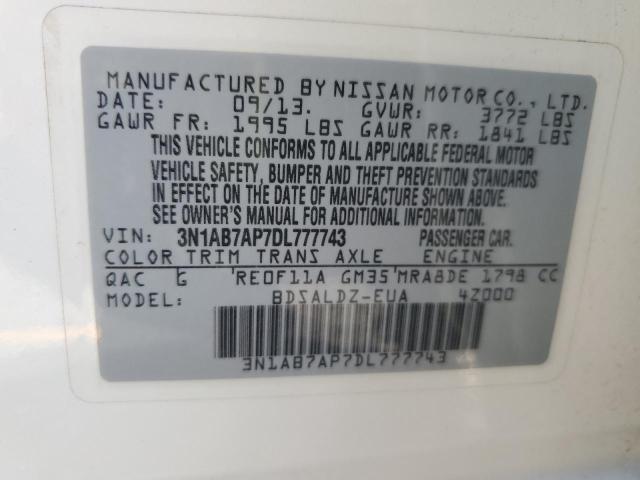 MANUFACTURED BY NISSAN MOTOR CO., LTD.
DATE: 09/13. GVWR: 3772 LBS
GAWR FR: 1995 LBS GAWR RR: 1841 LBS
THIS VEHICLE CONFORMS TO ALL APPLICABLE FEDERAL MOTOR
VEHICLE SAFETY, BUMPER AND THEFT PREVENTION STANDARDS
IN EFFECT ON THE DATE OF MANUFACTURE SHOWN ABOVE.
SEE OWNER'S MANUAL FOR ADDITIONAL INFORMATION.
VIN: 3N1AB7AP7DL777743 PASSENGER CAR.
COLOR TRIM TRANS AXLE ENGINE
QAC G RE0F11A GM35 MRA8DE 1798 CC
MODEL: BDSALDZ-EUA 4Z000
3N1AB7AP7DL777743